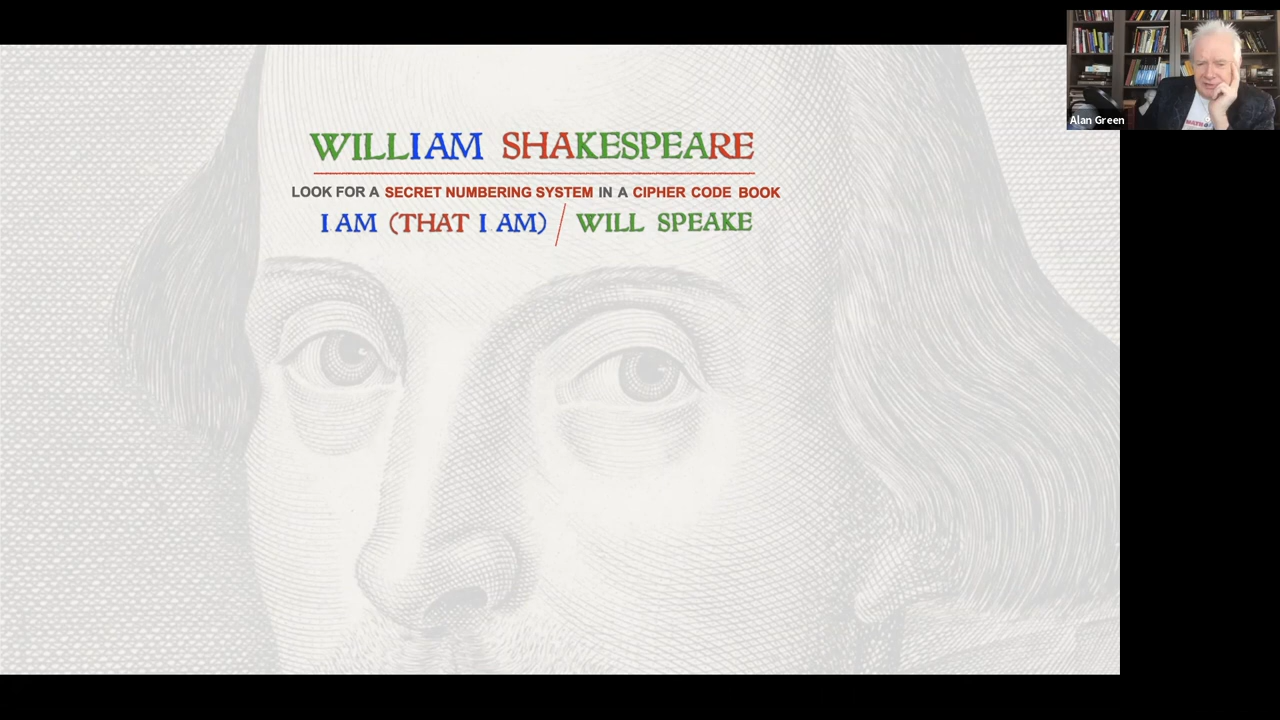 WILLIAM SHAKESPEARE
LOOK FOR A SECRET NUMBERING SYSTEM IN A CIPHER CODE BOOK
I AM (THAT I AM) / WILL SPEAKE
Alan Green